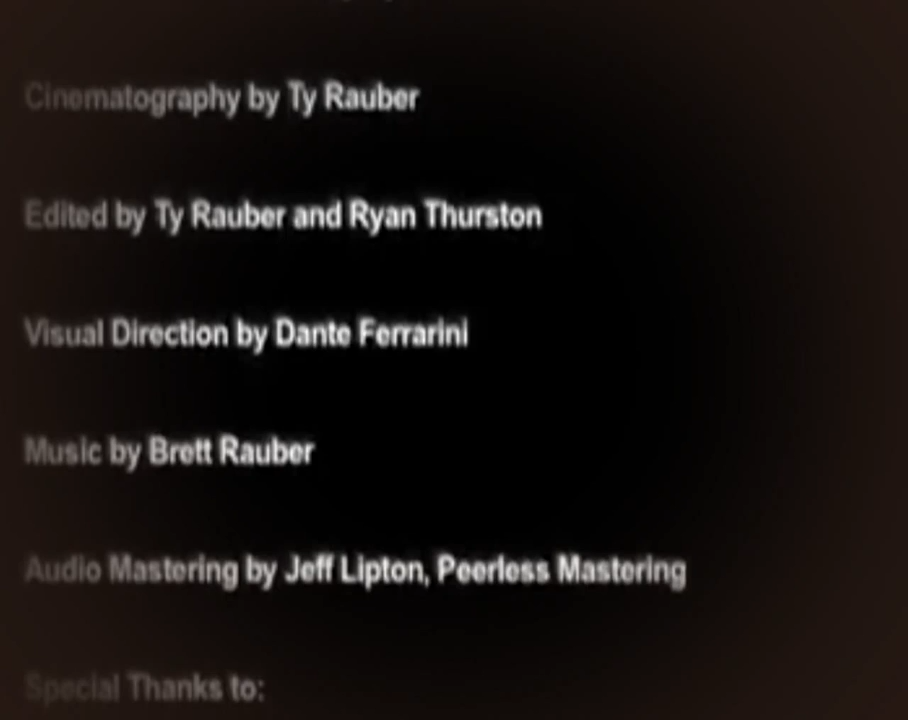 Cinematography by Ty Rauber
Edited by Ty Rauber and Ryan Thurston
Visual Direction by Dante Ferrarini
Music by Brett Rauber
Audio Mastering by Jeff Lipton, Peerless Mastering
Special Thanks to: